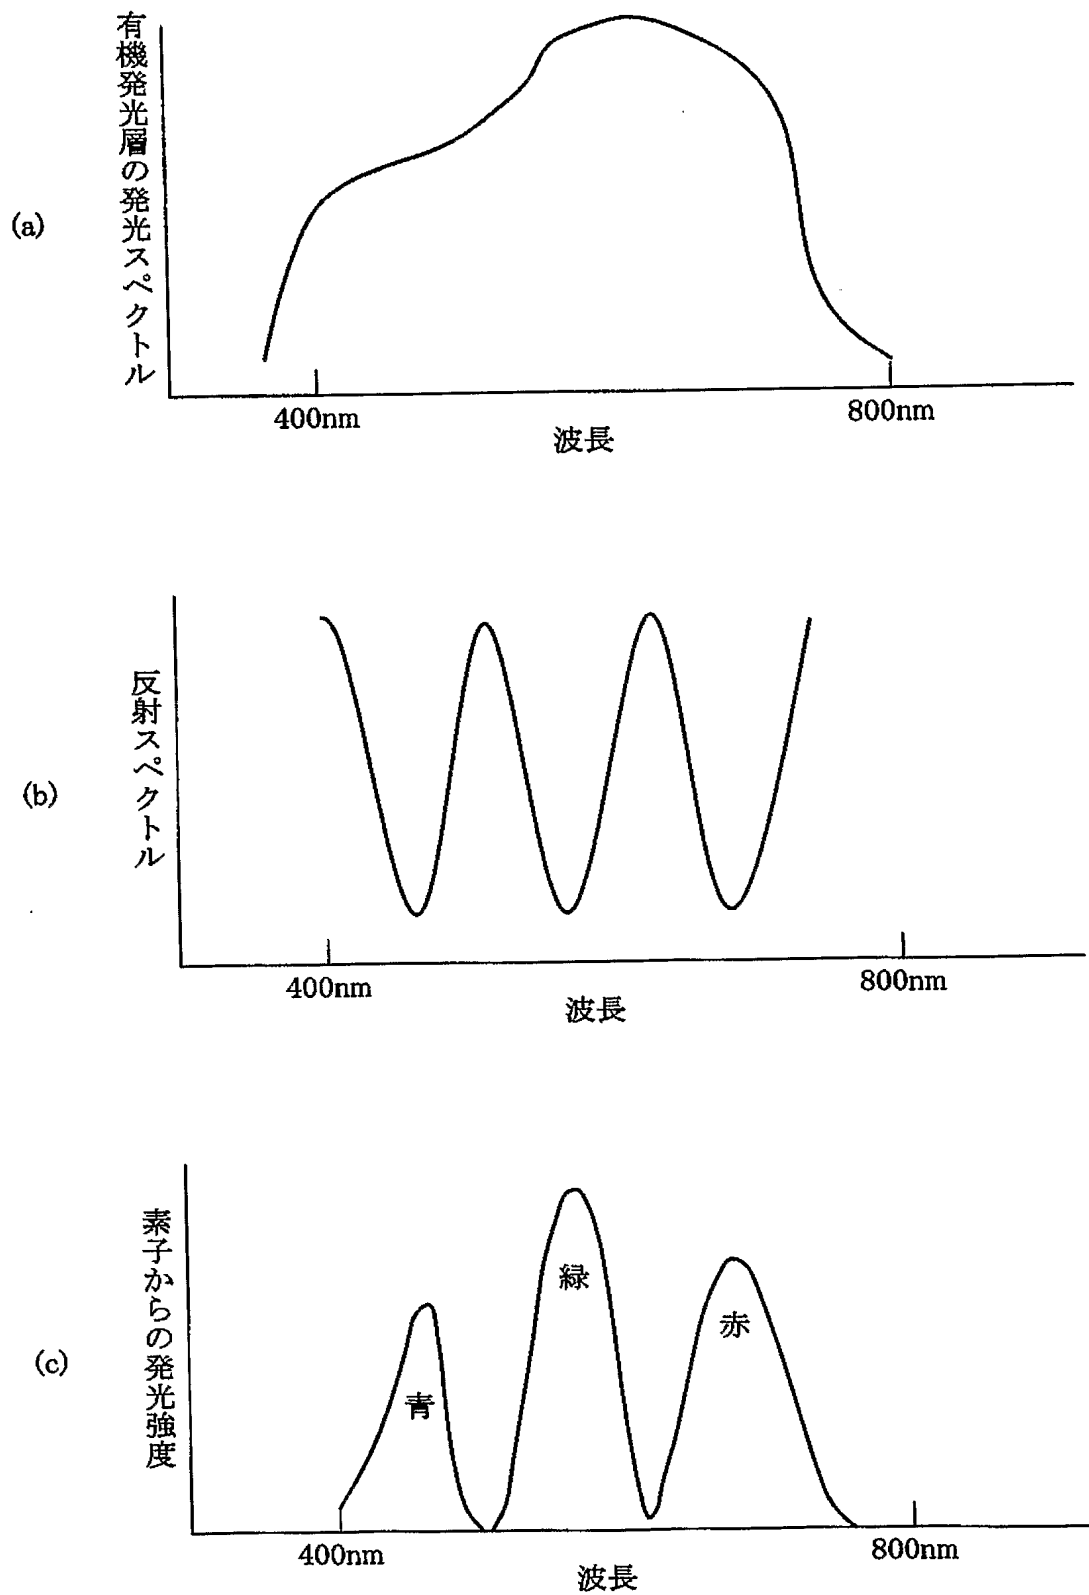 (a)
有機発光層の発光スペクトル
400nm
800nm
波長
(b)
反射スペクトル
400nm
800nm
波長
(c)
素子からの発光強度
青
緑
赤
400nm
800nm
波長